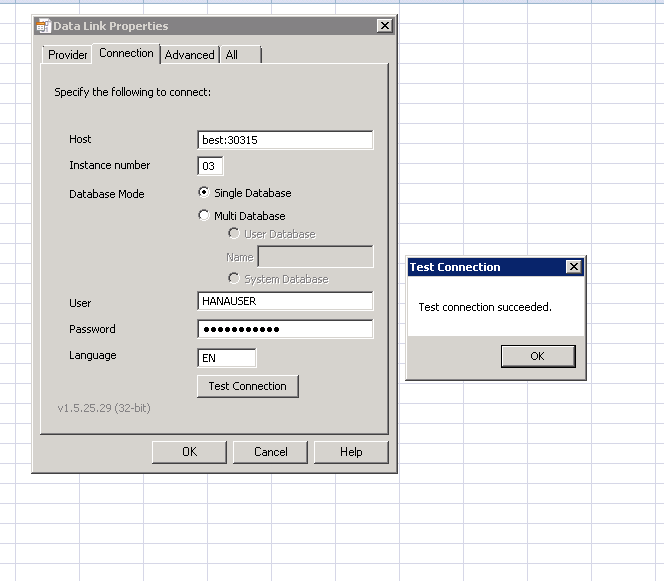 Data Link Properties
Provider Connection Advanced All
Specify the following to connect:
Host best:30315
Instance number 03
Database Mode Single Database
Multi Database
User Database
Name
System Database
User HANAUSER
Password ●●●●●●●●●●●
Language EN
Test Connection
v1.5.25.29 (32-bit)
OK Cancel Help
Test Connection
Test connection succeeded.
OK